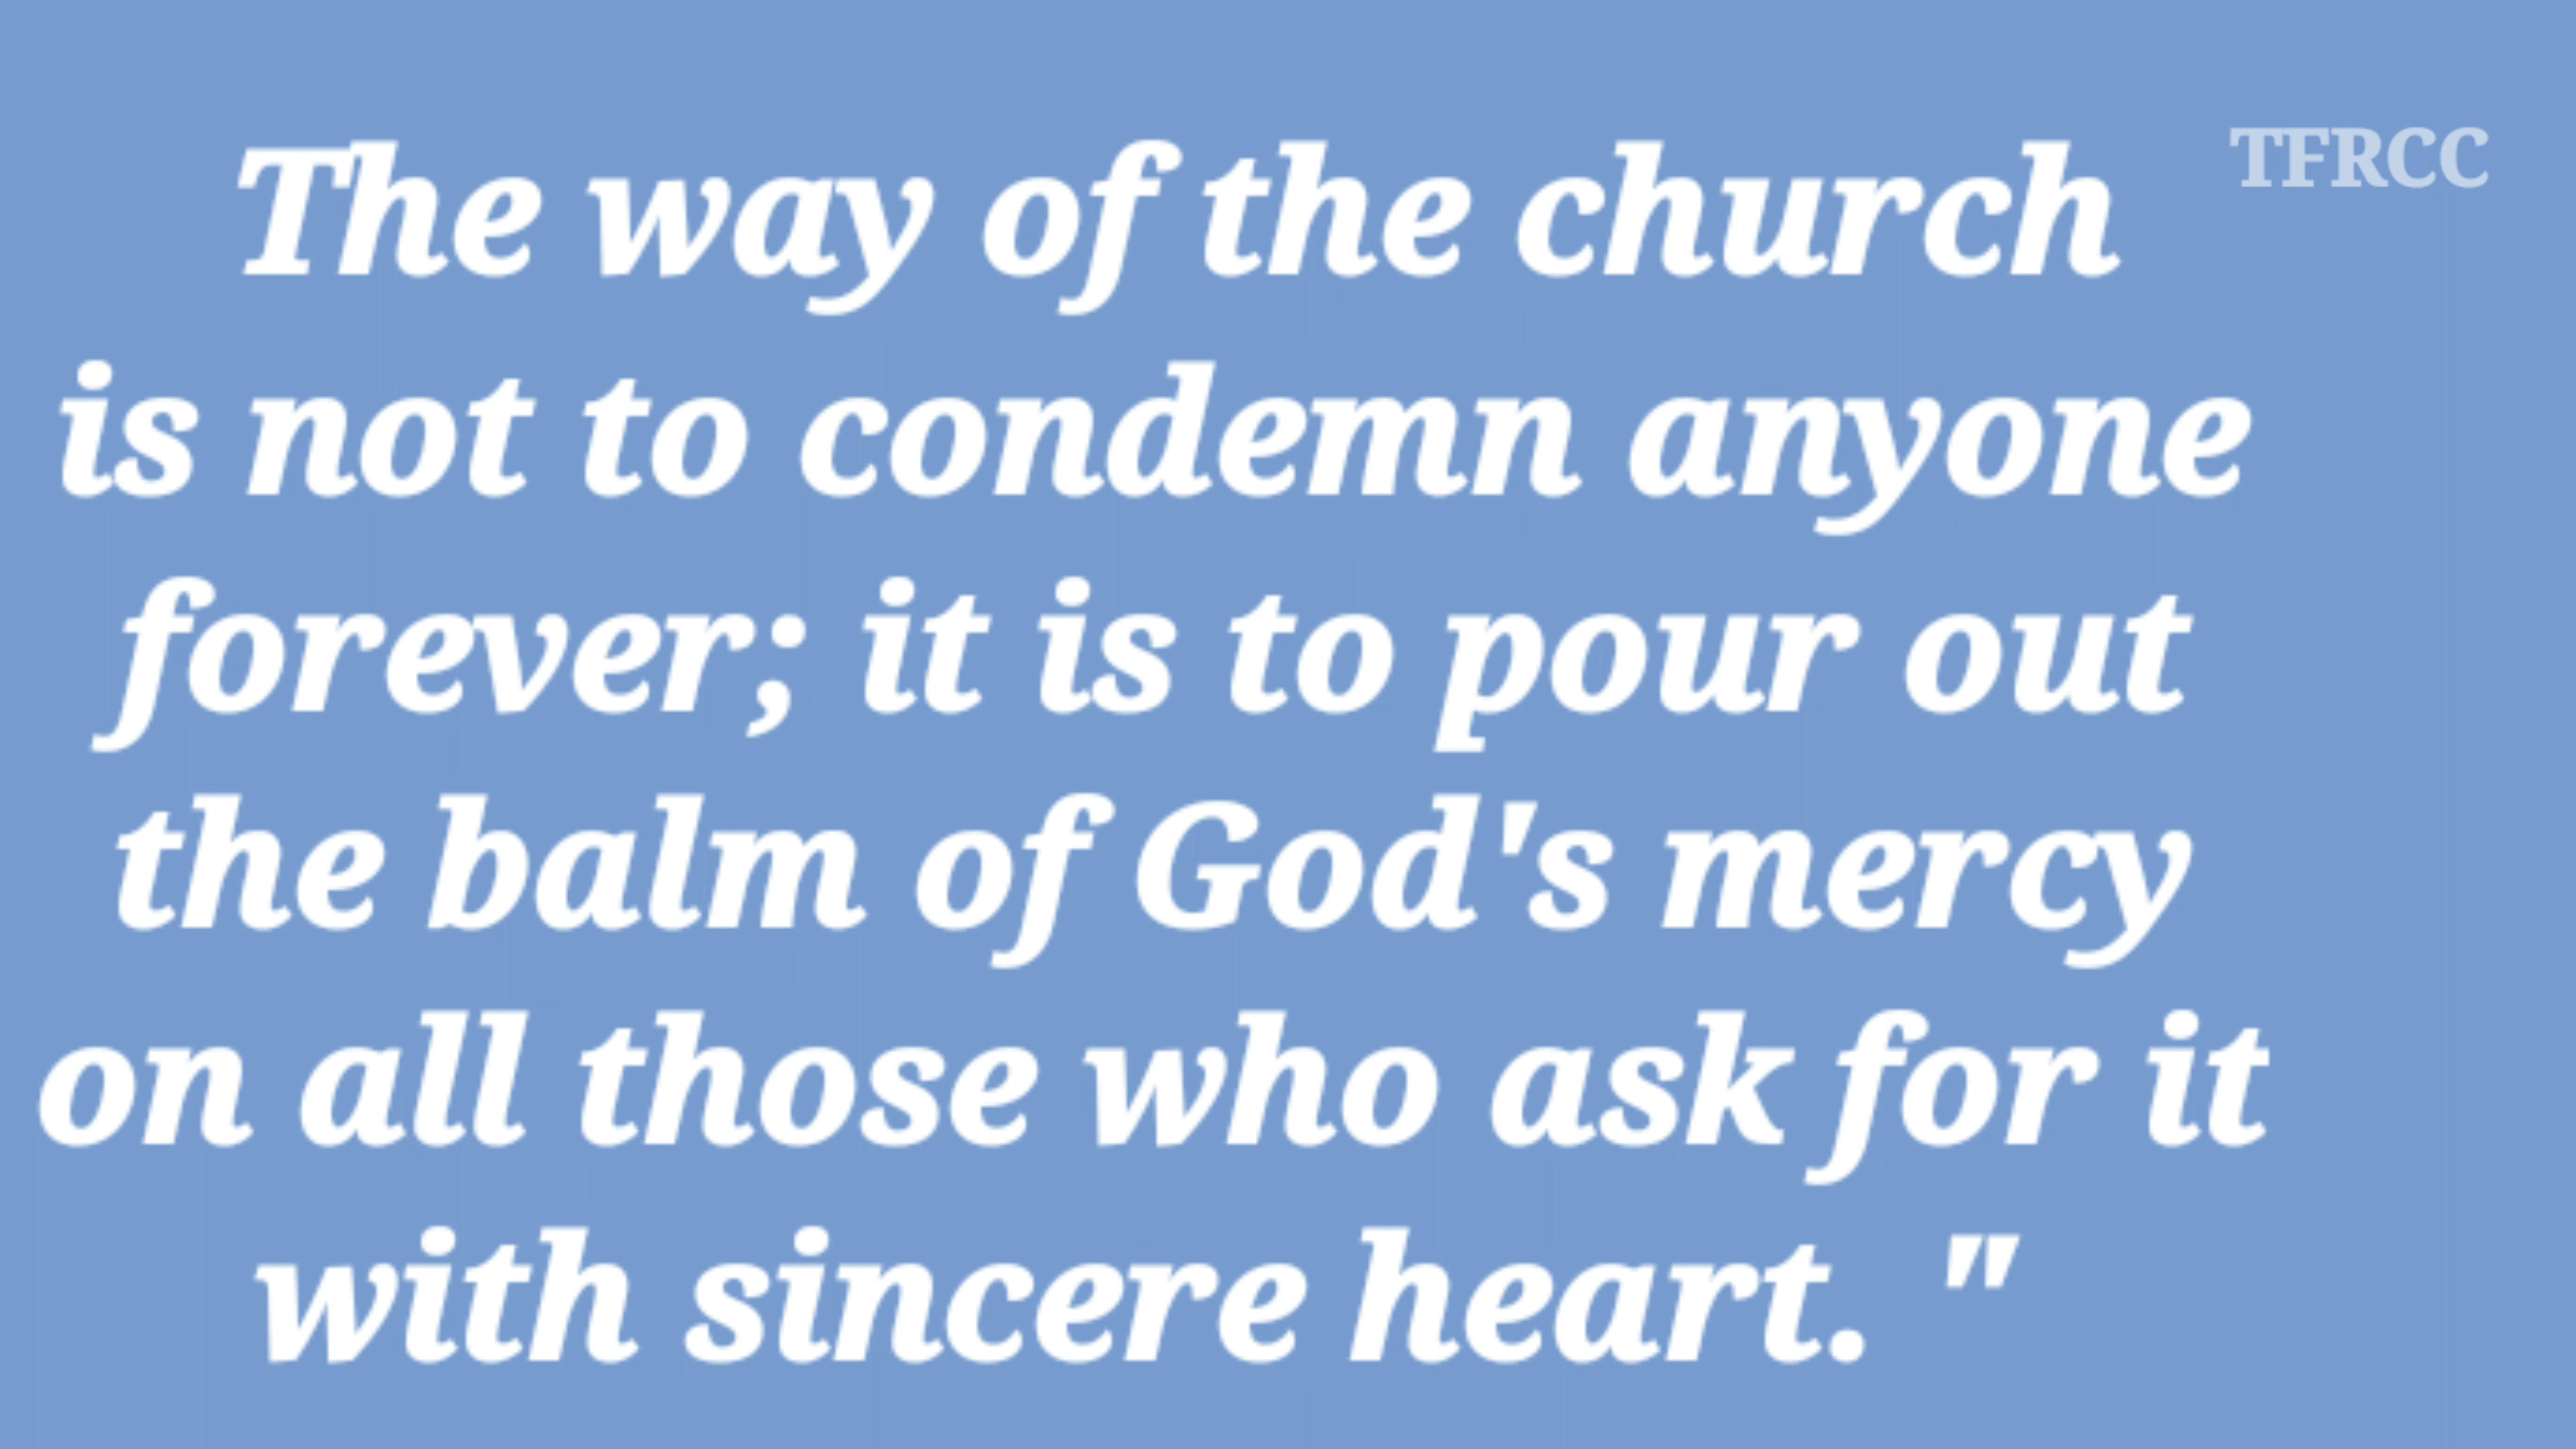 TFRCC
The way of the church
is not to condemn anyone
forever; it is to pour out
the balm of God's mercy
on all those who ask for it
with sincere heart. "